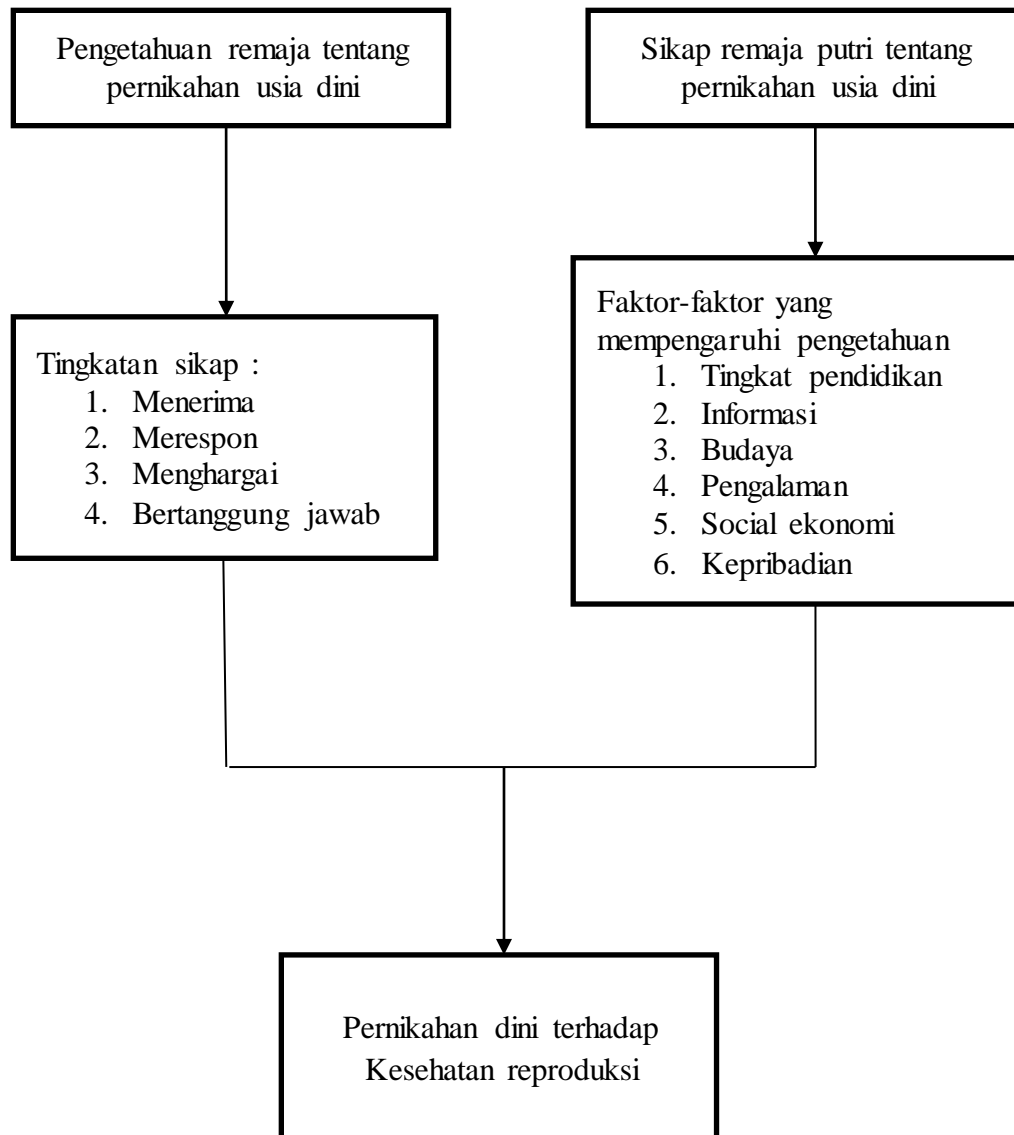 Pengetahuan remaja tentang
pernikahan usia dini
Sikap remaja putri tentang
pernikahan usia dini
Tingkatan sikap :
1. Menerima
2. Merespon
3. Menghargai
4. Bertanggung jawab
Faktor-faktor yang
mempengaruhi pengetahuan
1. Tingkat pendidikan
2. Informasi
3. Budaya
4. Pengalaman
5. Social ekonomi
6. Kepribadian
Pernikahan dini terhadap
Kesehatan reproduksi